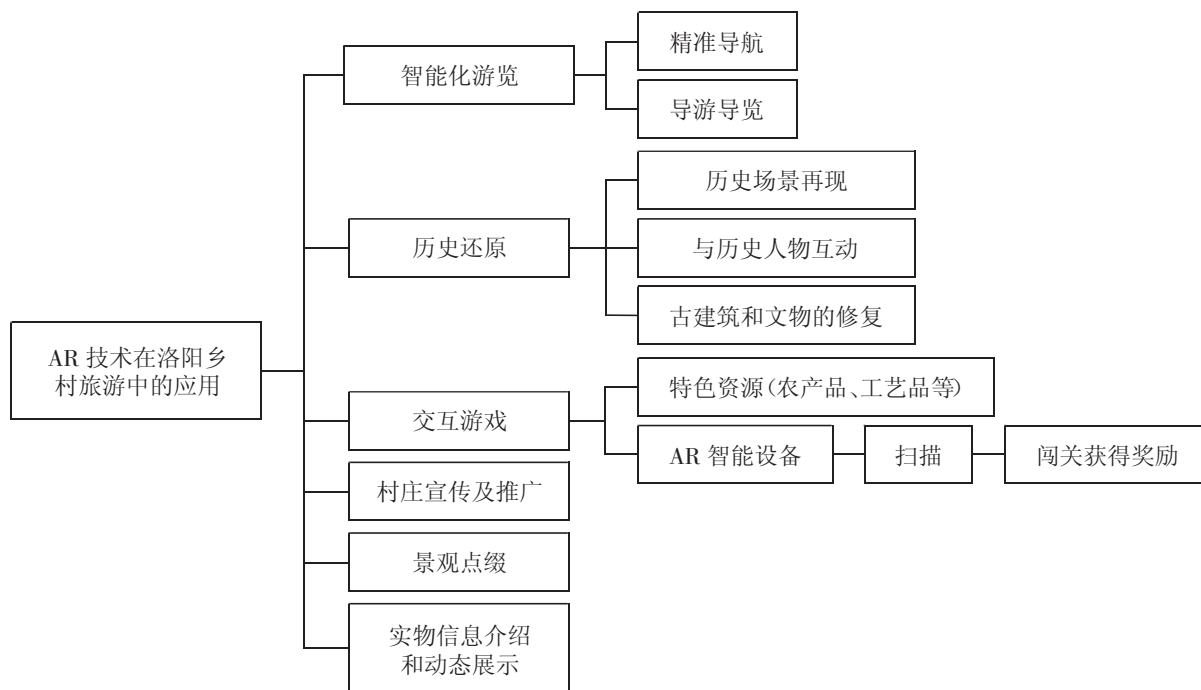 精准导航
智能化游览
导游导览
历史场景再现
历史还原
与历史人物互动
古建筑和文物的修复
AR 技术在洛阳乡
村旅游中的应用
特色资源(农产品、工艺品等)
交互游戏
AR 智能设备
扫描
闯关获得奖励
村庄宣传及推广
景观点缀
实物信息介绍
和动态展示